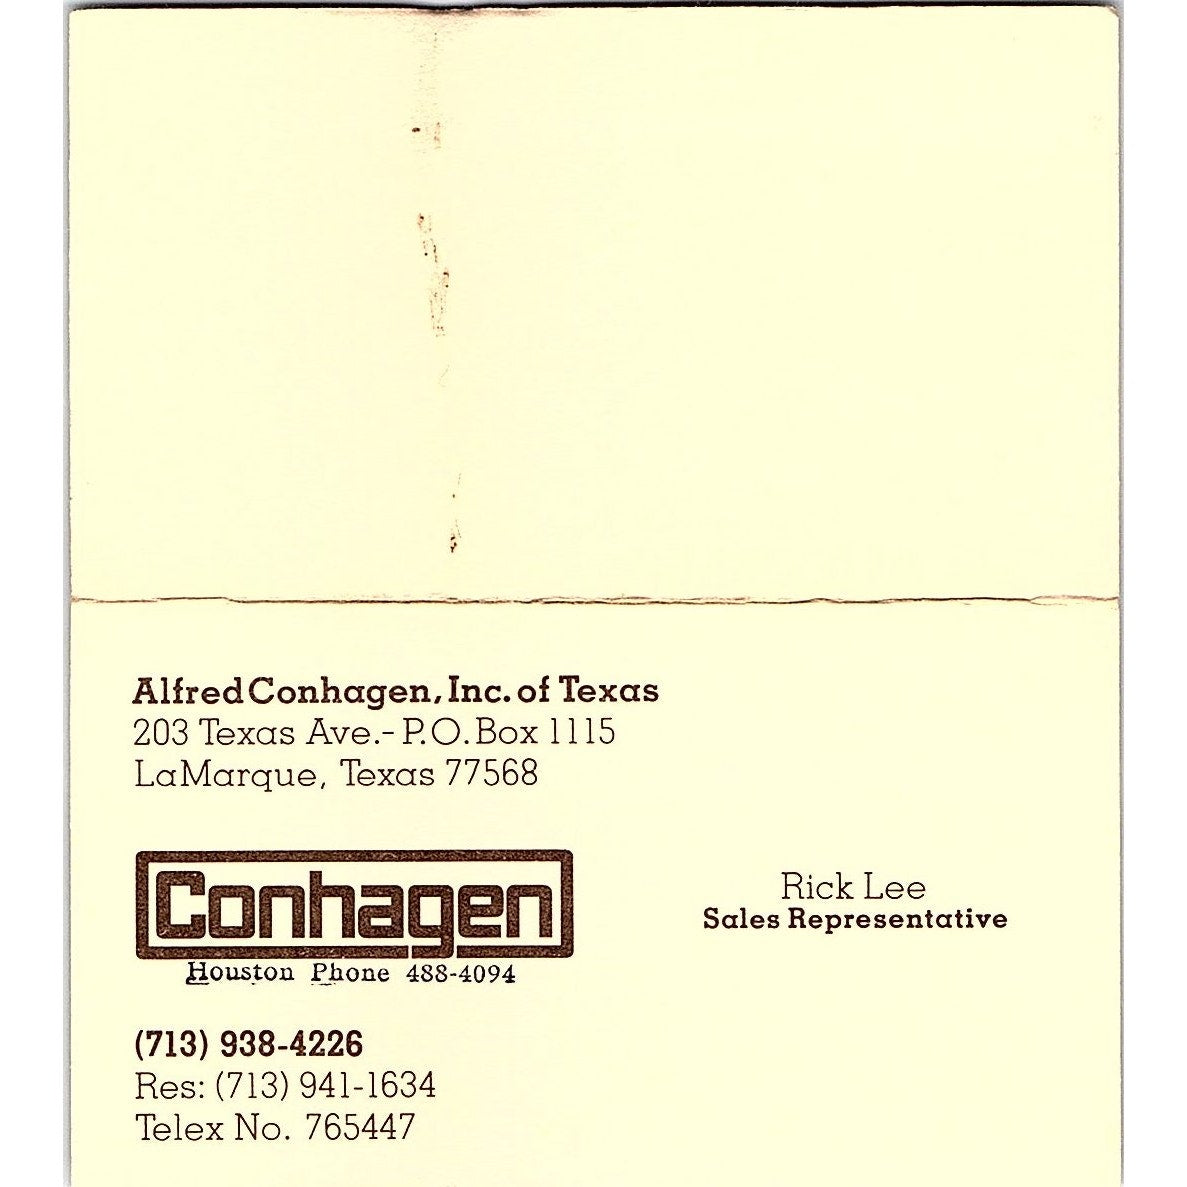 Alfred Conhagen, Inc. of Texas
203 Texas Ave.- P.O. Box 1115
LaMarque, Texas 77568
Conhagen
Houston Phone 488-4094
Rick Lee
Sales Representative
(713) 938-4226
Res: (713) 941-1634
Telex No. 765447